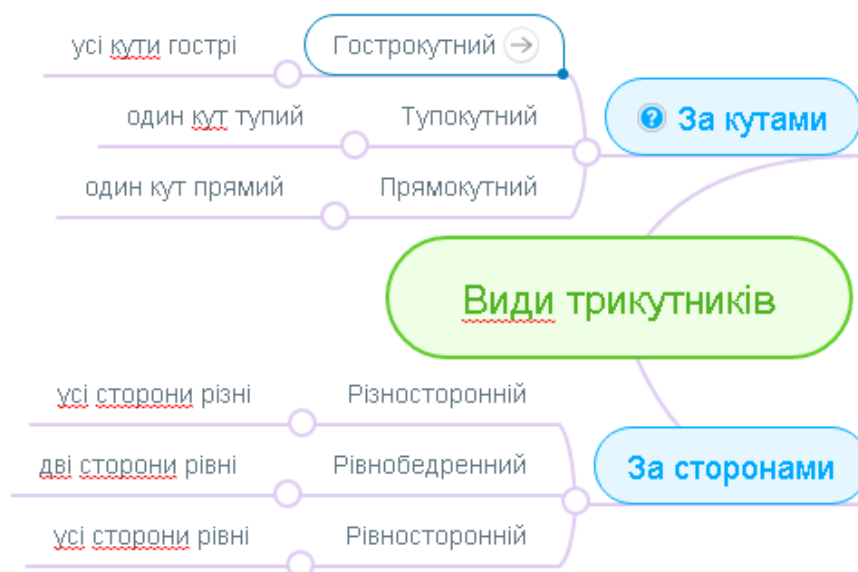 усі кути гострі
Гострокутний
один кут тупий
Тупокутний
За кутами
один кут прямий
Прямокутний
Види трикутників
усі сторони різні
Різносторонній
дві сторони рівні
Рівнобедренний
За сторонами
усі сторони рівні
Рівносторонній